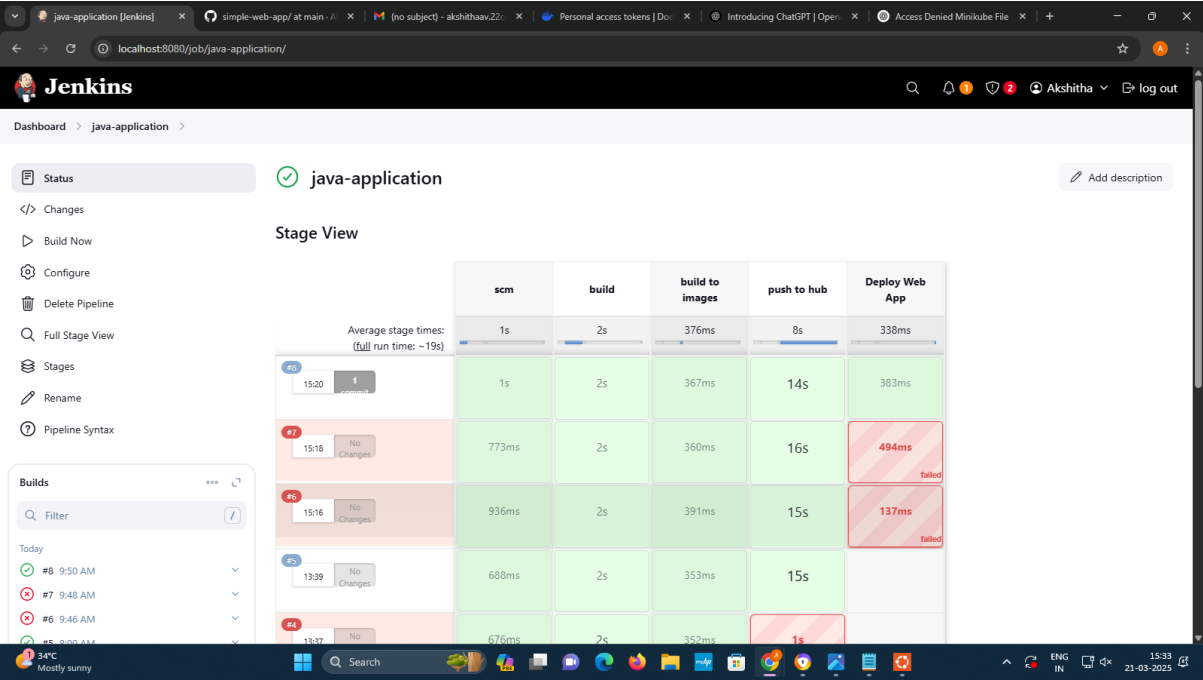 java-application [Jenkins]
simple-web-app/ at main · A
(no subject) - akshithaav.22c
Personal access tokens | Doc
Introducing ChatGPT | Open
Access Denied Minikube File
localhost:8080/job/java-application/
A
Jenkins
1
2
Akshitha
log out
Dashboard
java-application
Status
Changes
Build Now
Configure
Delete Pipeline
Full Stage View
Stages
Rename
Pipeline Syntax
Builds
Filter
/
Today
#8 9:50 AM
#7 9:48 AM
#6 9:46 AM
#5 9:09 AM
java-application
Add description
Stage View
scm build build to images push to hub Deploy Web App
Average stage times: 1s 2s 376ms 8s 338ms
(full run time: ~19s)
#8
15:20 1 commit 1s 2s 367ms 14s 383ms
#7
15:18 No Changes 773ms 2s 360ms 16s 494ms
failed
#6
15:16 No Changes 936ms 2s 391ms 15s 137ms
failed
#5
13:39 No Changes 688ms 2s 353ms 15s
#4
13:37 No 676ms 2s 352ms 1s
1
34°C
Mostly sunny
Search
PRE
A
ENG
IN
15:33
21-03-2025